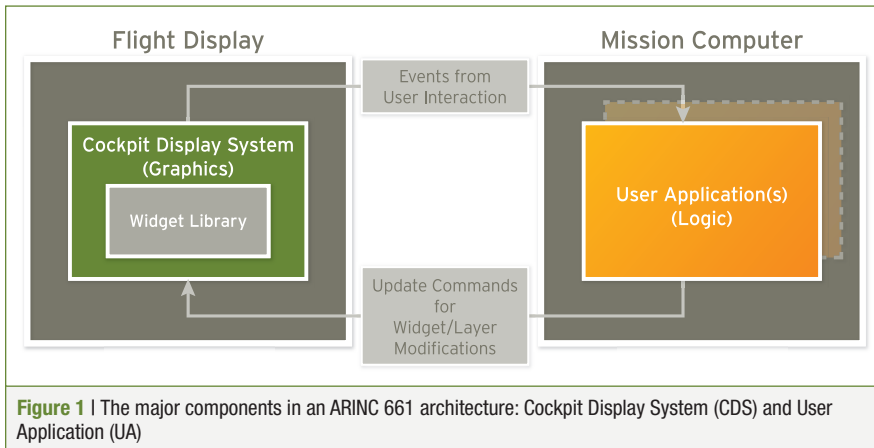 Flight Display
Mission Computer
Events from
User Interaction
Cockpit Display System
(Graphics)
Widget Library
User Application(s)
(Logic)
Update Commands
for
Widget/Layer
Modifications
Figure 1 | The major components in an ARINC 661 architecture: Cockpit Display System (CDS) and User
Application (UA)